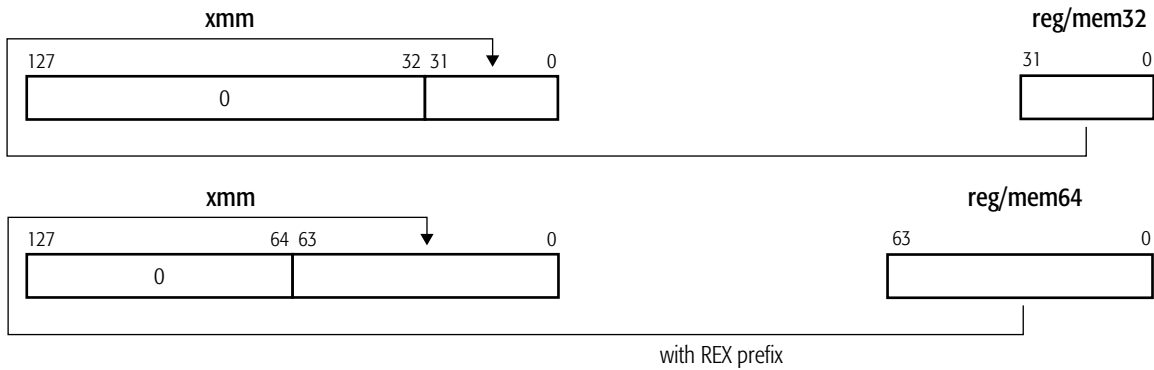 xmm reg/mem32
127 32 31 0 31 0
0
xmm reg/mem64
127 64 63 0 63 0
0
with REX prefix